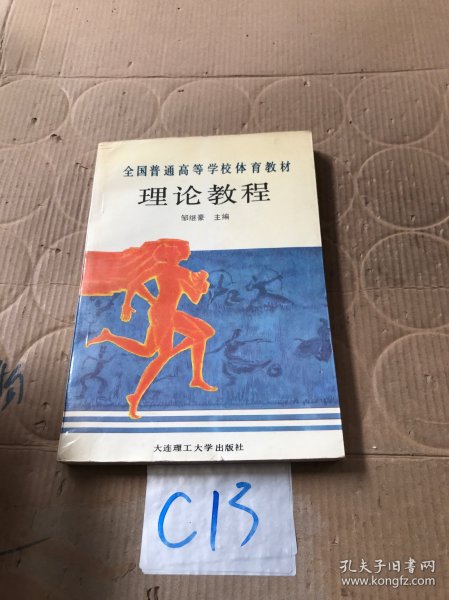 全国普通高等学校体育教材
理论教程
邹继豪 主编
大连理工大学出版社
C13
孔夫子旧书网
www.kongfz.com